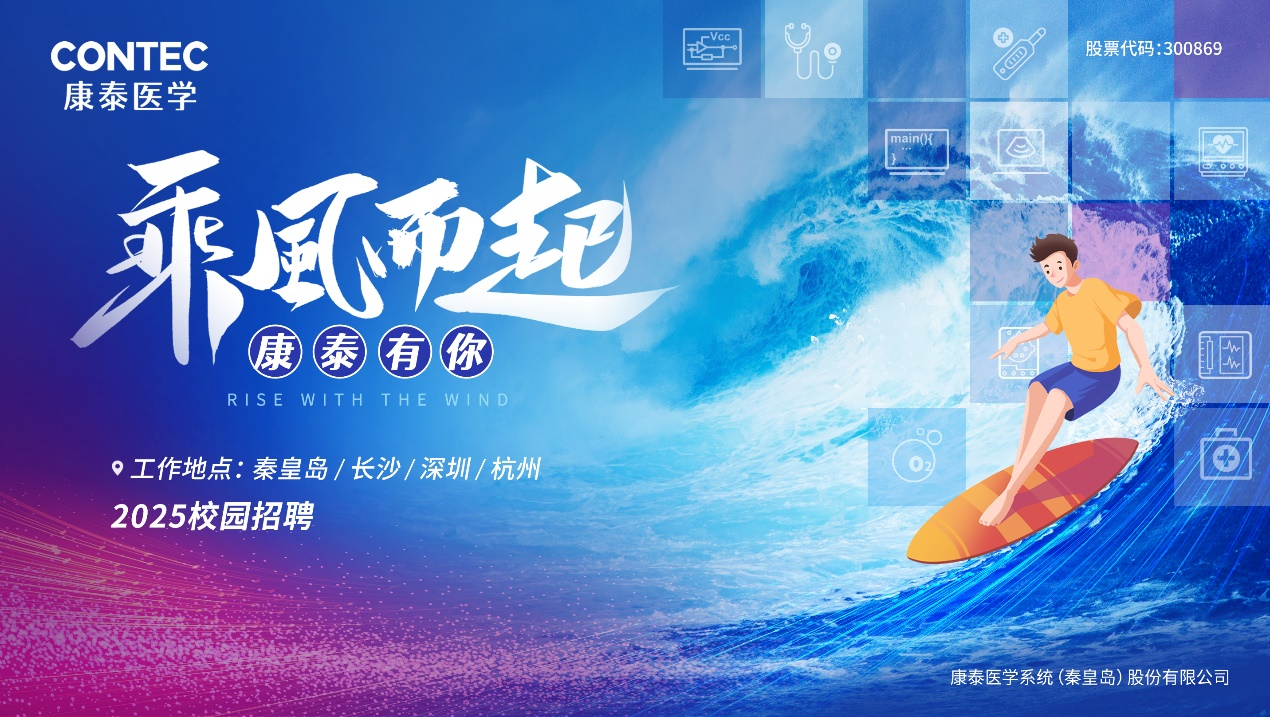 CONTEC
康泰医学
股票代码:300869
Vcc
main(){
...
}
乘風而起
康泰有你
RISE WITH THE WIND
工作地点：秦皇岛 / 长沙 / 深圳 / 杭州
2025校园招聘
O₂
康泰医学系统（秦皇岛）股份有限公司